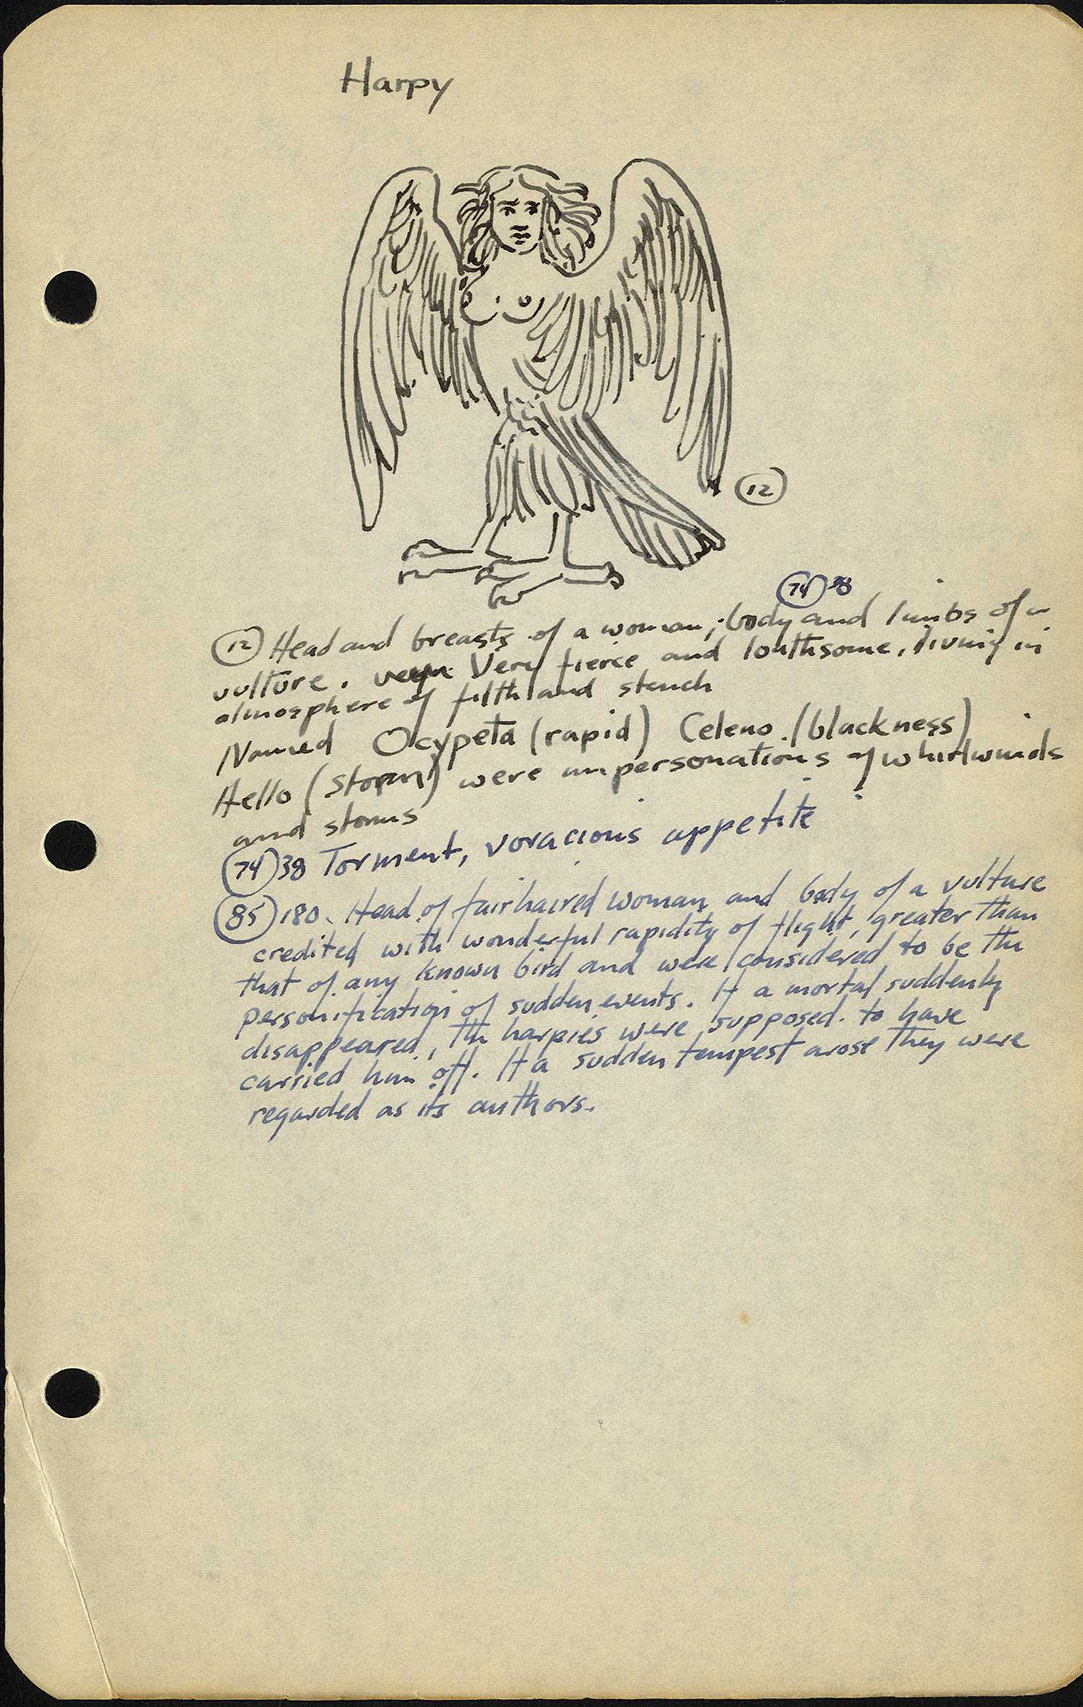 Harpy
(12)
(74) 38
(12) Head and breasts of a woman; body and limbs of a
vulture. Very fierce and loathsome, living in
atmosphere of filth and stench
Named Ocypeta (rapid) Celeno (blackness)
Hello (Storm) were impersonations of whirlwinds
and storms
(74) 38 Torment, voracious appetite
(85) 180. Head of fairhaired woman and body of a vulture
credited with wonderful rapidity of flight, greater than
that of any known bird and were considered to be the
personification of sudden events. If a mortal suddenly
disappeared, the harpies were supposed to have
carried him off. If a sudden tempest arose they were
regarded as its authors.